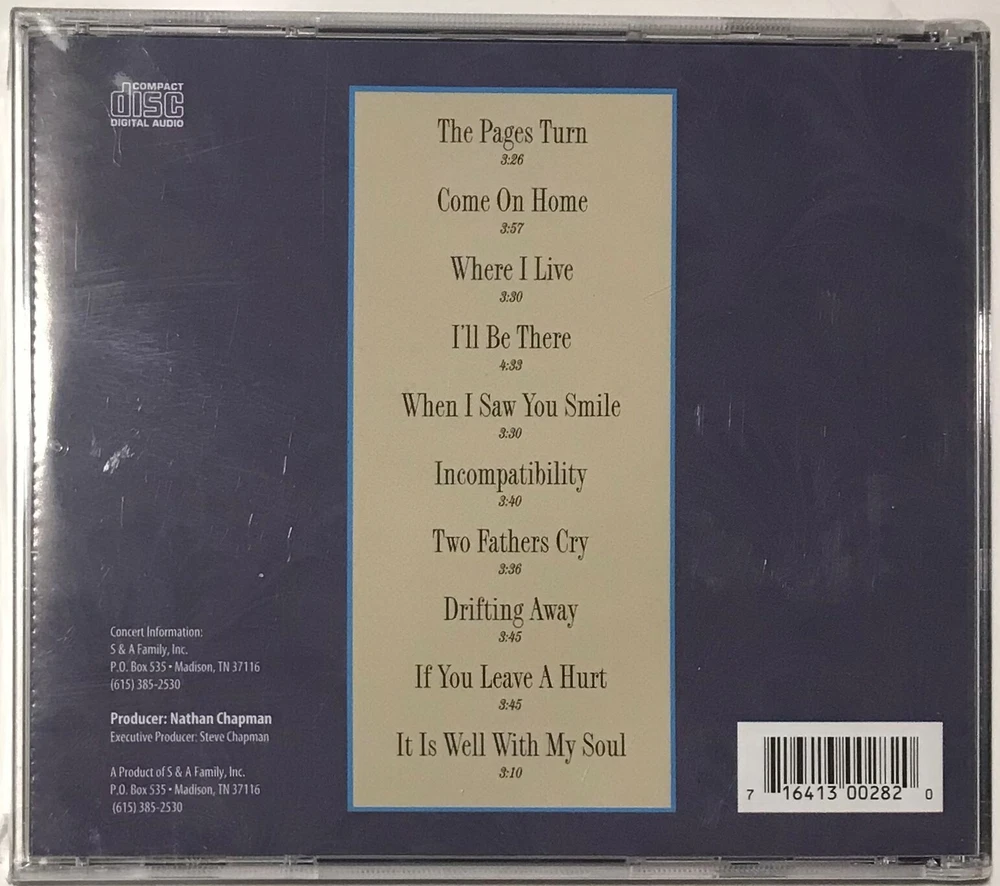 COMPACT
disc
DIGITAL AUDIO
The Pages Turn
3:26
Come On Home
3:57
Where I Live
3:30
I'll Be There
4:33
When I Saw You Smile
3:30
Incompatibility
3:40
Two Fathers Cry
3:36
Drifting Away
3:45
If You Leave A Hurt
3:45
It Is Well With My Soul
3:10
Concert Information:
S & A Family, Inc.
P.O. Box 535 • Madison, TN 37116
(615) 385-2530
Producer: Nathan Chapman
Executive Producer: Steve Chapman
A Product of S & A Family, Inc.
P.O. Box 535 • Madison, TN 37116
(615) 385-2530
7 16413 00282 0